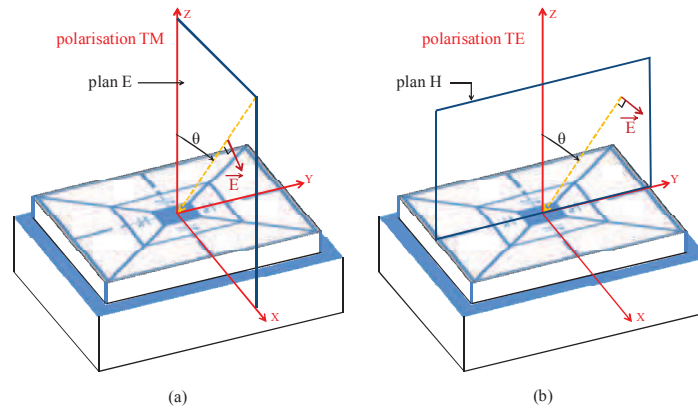 Z
polarisation TM
plan E
θ
E
Y
X
(a)
Z
polarisation TE
plan H
θ
E
Y
X
(b)